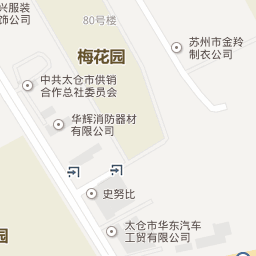 兴服装
饰公司
80号楼
梅花园
苏州市金羚
制衣公司
中共太仓市供销
合作总社委员会
华辉消防器材
有限公司
史努比
太仓市华东汽车
工贸有限公司
园